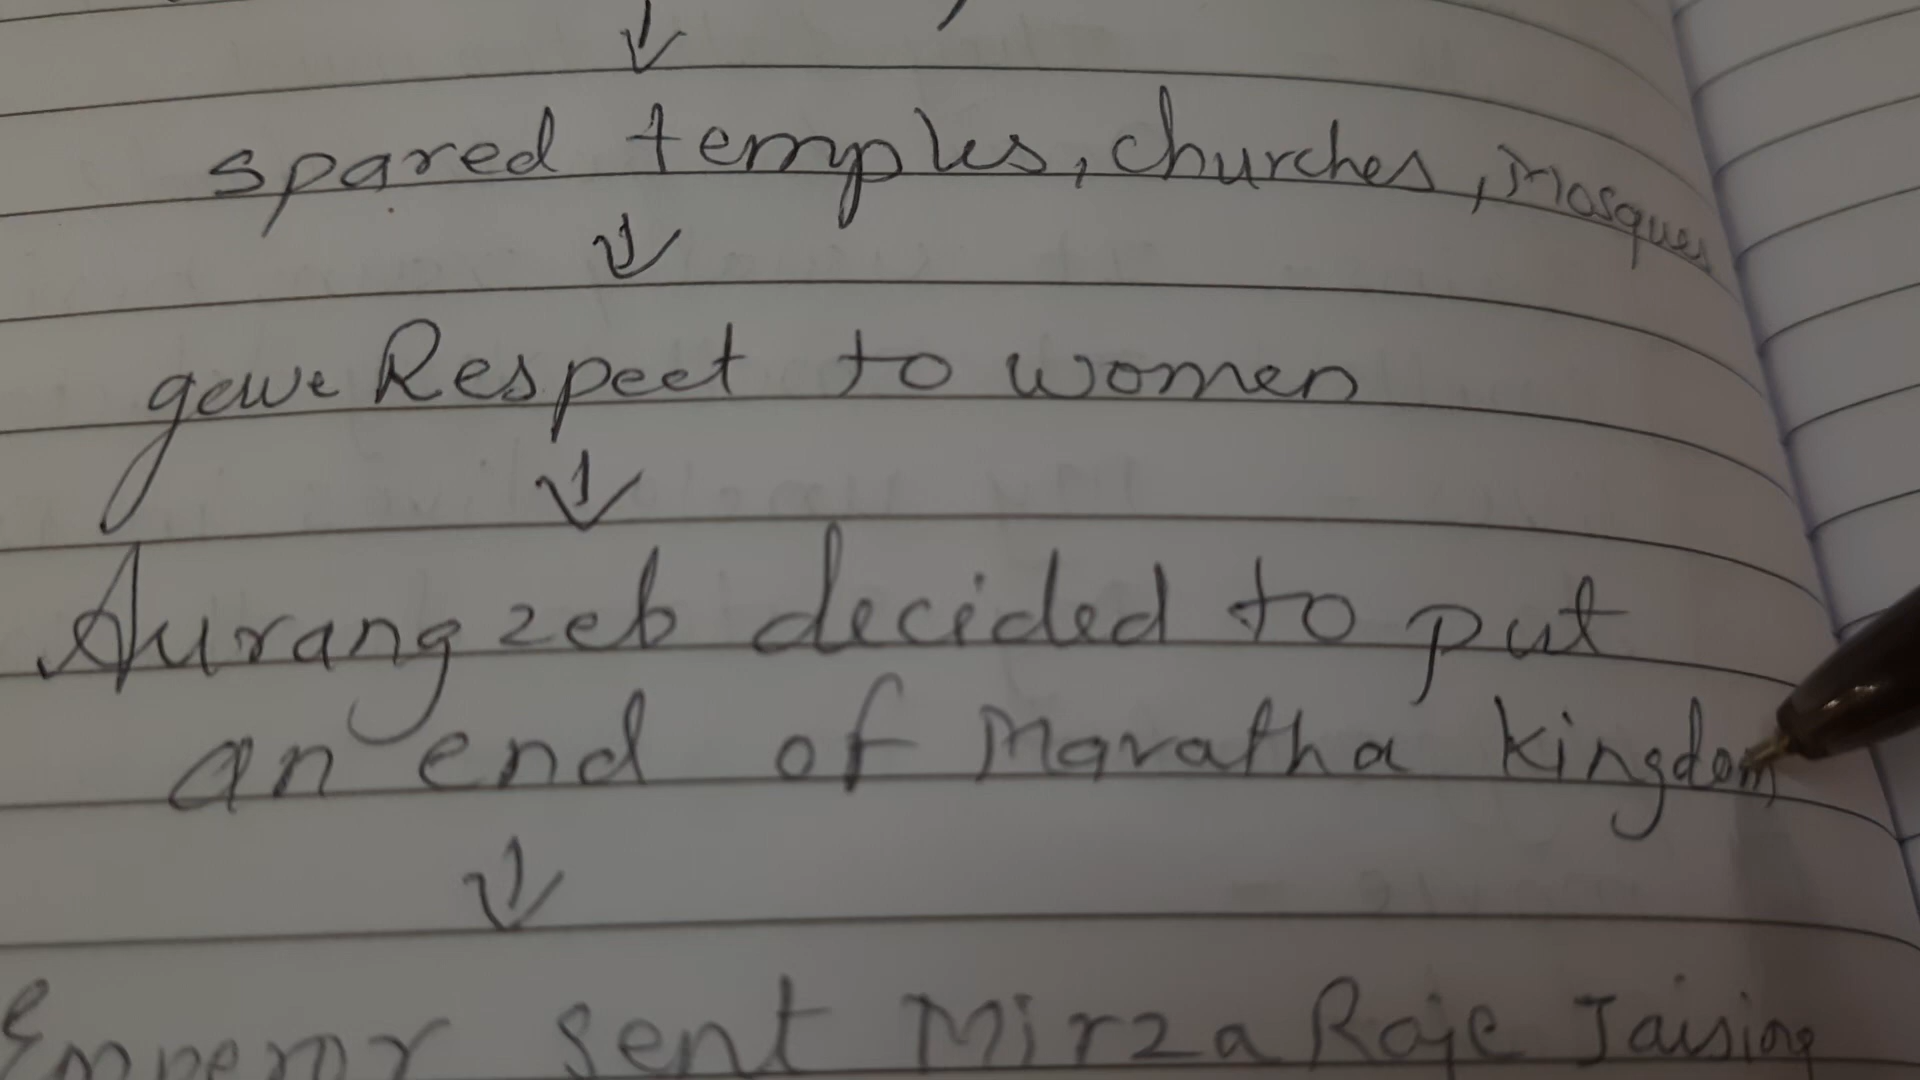 ↓
spared temples, churches, Mosques
↓
gave Respect to women
↓
Aurangzeb decided to put
an end of Maratha kingdom
↓
Emperor sent Mirza Raje Jaising